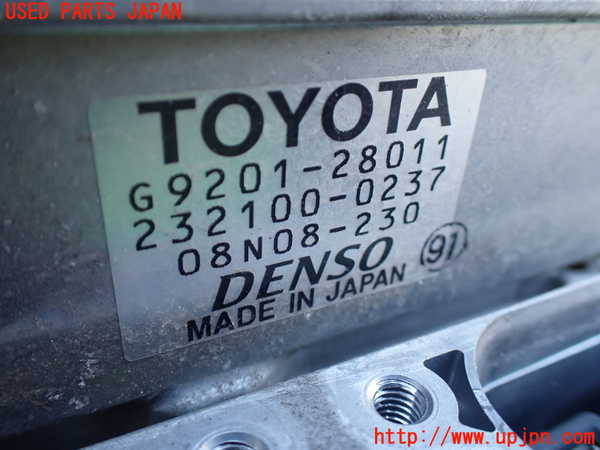 USED PARTS JAPAN
TOYOTA
G9201-28011
232100-0237
08N08-230
DENSO 91
MADE IN JAPAN
http://www.upjpn.com